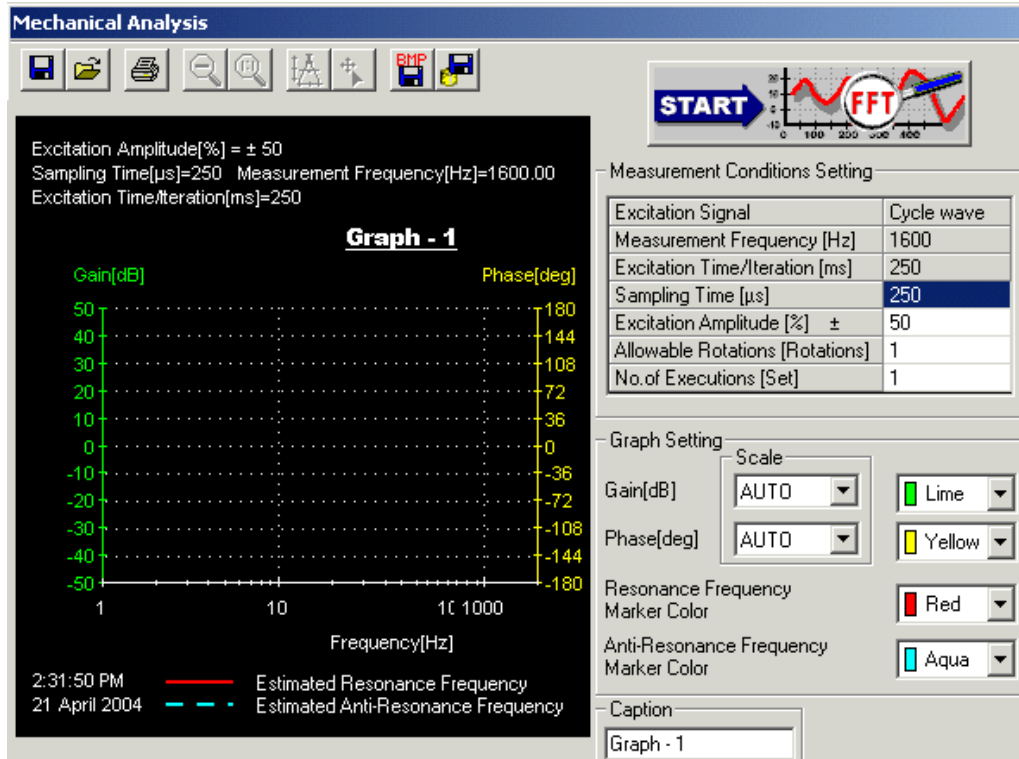 Mechanical Analysis
BMP
START
FFT
0 100 200 300 400
Excitation Amplitude[%] = ± 50
Sampling Time[µs]=250 Measurement Frequency[Hz]=1600.00
Excitation Time/Iteration[ms]=250
Graph - 1
Gain[dB] Phase[deg]
50 180
40 144
30 108
20 72
10 36
0 0
-10 -36
-20 -72
-30 -108
-40 -144
-50 -180
1 10 1000
Frequency[Hz]
2:31:50 PM Estimated Resonance Frequency
21 April 2004 Estimated Anti-Resonance Frequency
Measurement Conditions Setting
Excitation Signal Cycle wave
Measurement Frequency [Hz] 1600
Excitation Time/Iteration [ms] 250
Sampling Time [µs] 250
Excitation Amplitude [%] ± 50
Allowable Rotations [Rotations] 1
No.of Executions [Set] 1
Graph Setting
Scale
Gain[dB] AUTO Lime
Phase[deg] AUTO Yellow
Resonance Frequency
Marker Color Red
Anti-Resonance Frequency
Marker Color Aqua
Caption
Graph - 1